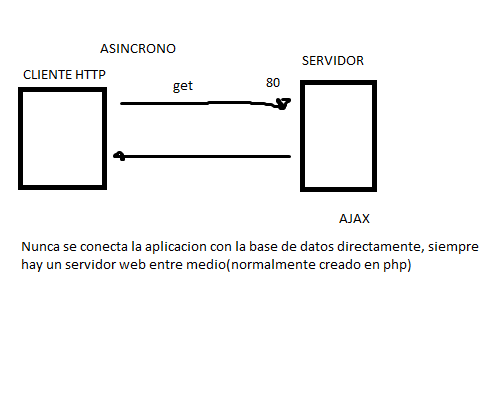 ASINCRONO
SERVIDOR
CLIENTE HTTP
get
80
AJAX
Nunca se conecta la aplicacion con la base de datos directamente, siempre
hay un servidor web entre medio(normalmente creado en php)